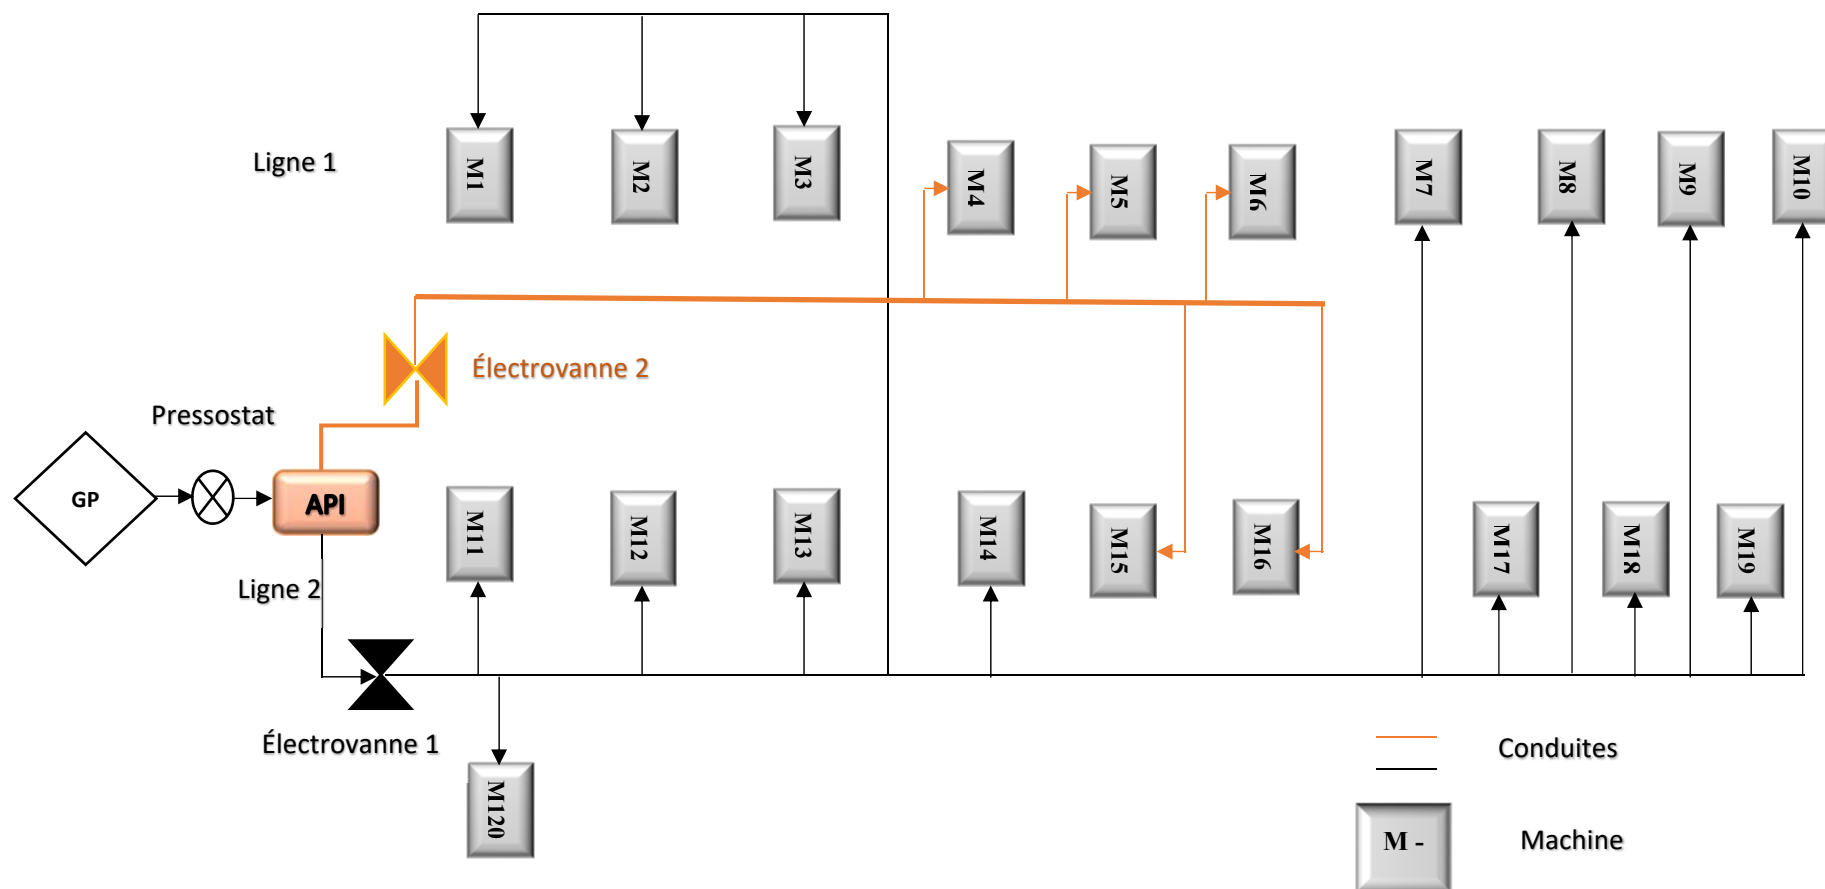 Ligne 1
M1
M2
M3
M4
M5
M6
M7
M8
M9
M10
Électrovanne 2
Pressostat
GP
API
M11
M12
M13
M14
M15
M16
M17
M18
M19
Ligne 2
Électrovanne 1
M120
Conduites
M -
Machine